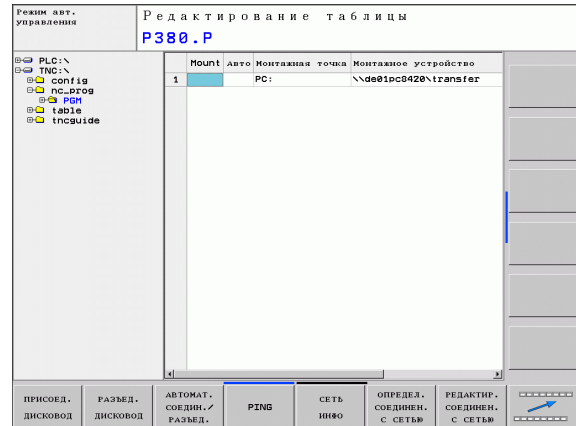 Режим авт.
управления
Редактирование таблицы
P380.P
PLC:\
TNC:\
config
nc_prog
PGM
table
tncguide
Mount Авто Монтажная точка Монтажное устройство
1 PC: \\de01pc8420\transfer
ПРИСОЕД.
ДИСКОВОД
РАЗЪЕД.
ДИСКОВОД
АВТОМАТ.
СОЕДИН./
РАЗЪЕД.
PING
СЕТЬ
ИНФО
ОПРЕДЕЛ.
СОЕДИНЕН.
С СЕТЬЮ
РЕДАКТИР.
СОЕДИНЕН.
С СЕТЬЮ